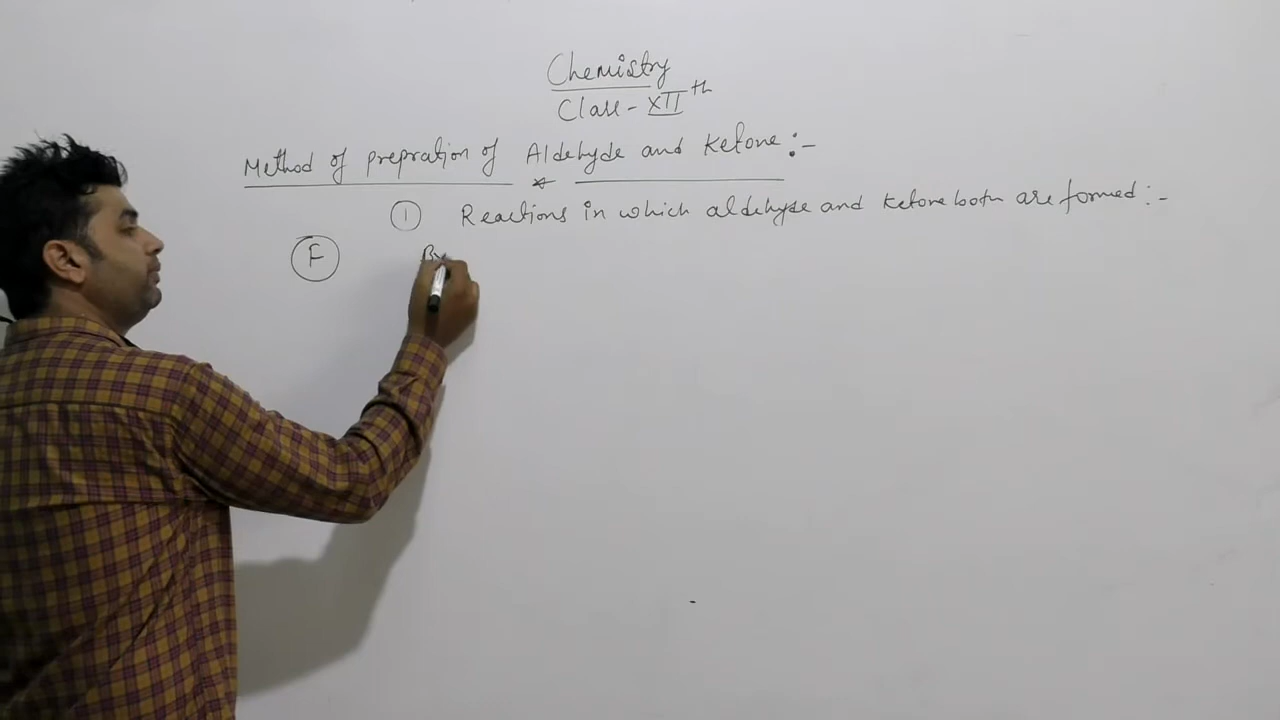 Chemistry
Class - XIIth
Method of prepration of Aldehyde and Ketone :-
1 Reactions in which aldehyde and Ketone both are formed :-
F By